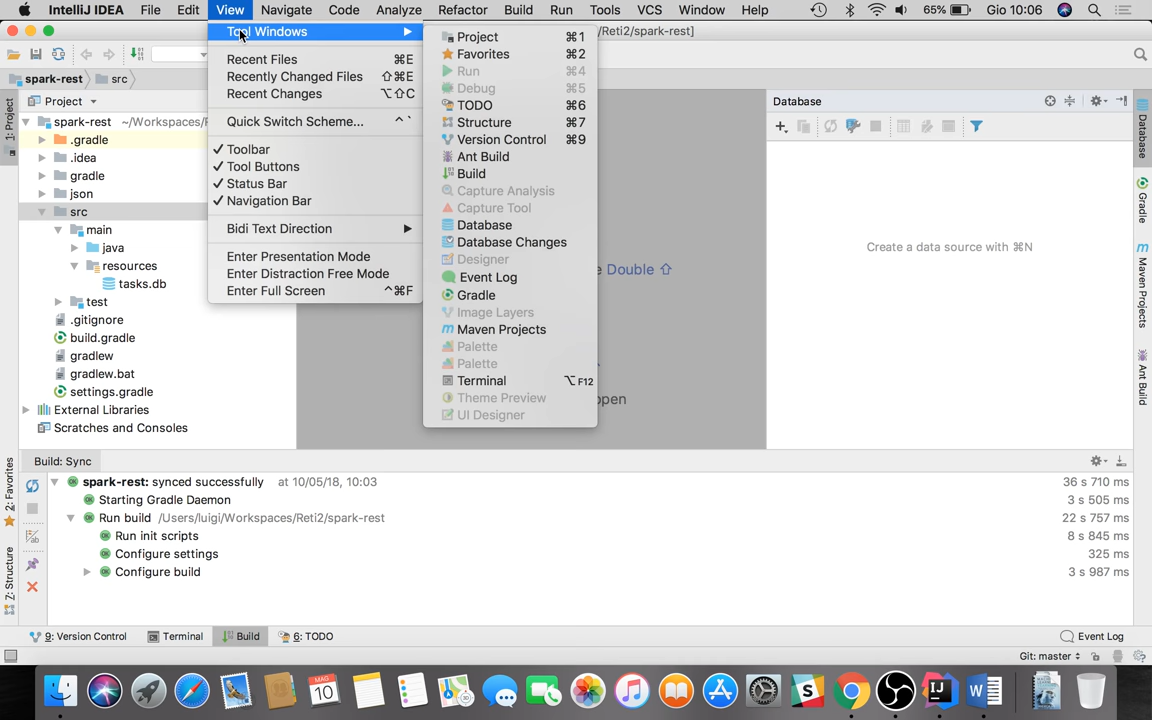 IntelliJ IDEA File Edit View Navigate Code Analyze Refactor Build Run Tools VCS Window Help 65% Gio 10:06
/Reti2/spark-rest]
spark-rest src
Project
spark-rest ~/Workspaces/
.gradle
.idea
gradle
json
src
main
java
resources
tasks.db
test
.gitignore
build.gradle
gradlew
gradlew.bat
settings.gradle
External Libraries
Scratches and Consoles
1: Project
2: Favorites
7: Structure
Tool Windows
Recent Files ⌘E
Recently Changed Files ⇧⌘E
Recent Changes ⌥⇧C
Quick Switch Scheme... ^ `
✓ Toolbar
✓ Tool Buttons
✓ Status Bar
✓ Navigation Bar
Bidi Text Direction
Enter Presentation Mode
Enter Distraction Free Mode
Enter Full Screen ^⌘F
Project ⌘1
Favorites ⌘2
Run ⌘4
Debug ⌘5
TODO ⌘6
Structure ⌘7
Version Control ⌘9
Ant Build
Build
Capture Analysis
Capture Tool
Database
Database Changes
Designer
Event Log
Gradle
Image Layers
Maven Projects
Palette
Palette
Terminal ⌥F12
Theme Preview
UI Designer
Double ⇧
open
Database
Create a data source with ⌘N
Database
Gradle
Maven Projects
Ant Build
Build: Sync
spark-rest: synced successfully at 10/05/18, 10:03 36 s 710 ms
Starting Gradle Daemon 3 s 505 ms
Run build /Users/luigi/Workspaces/Reti2/spark-rest 22 s 757 ms
Run init scripts 8 s 845 ms
Configure settings 325 ms
Configure build 3 s 987 ms
9: Version Control Terminal Build 6: TODO Event Log
Git: master
MAG
10